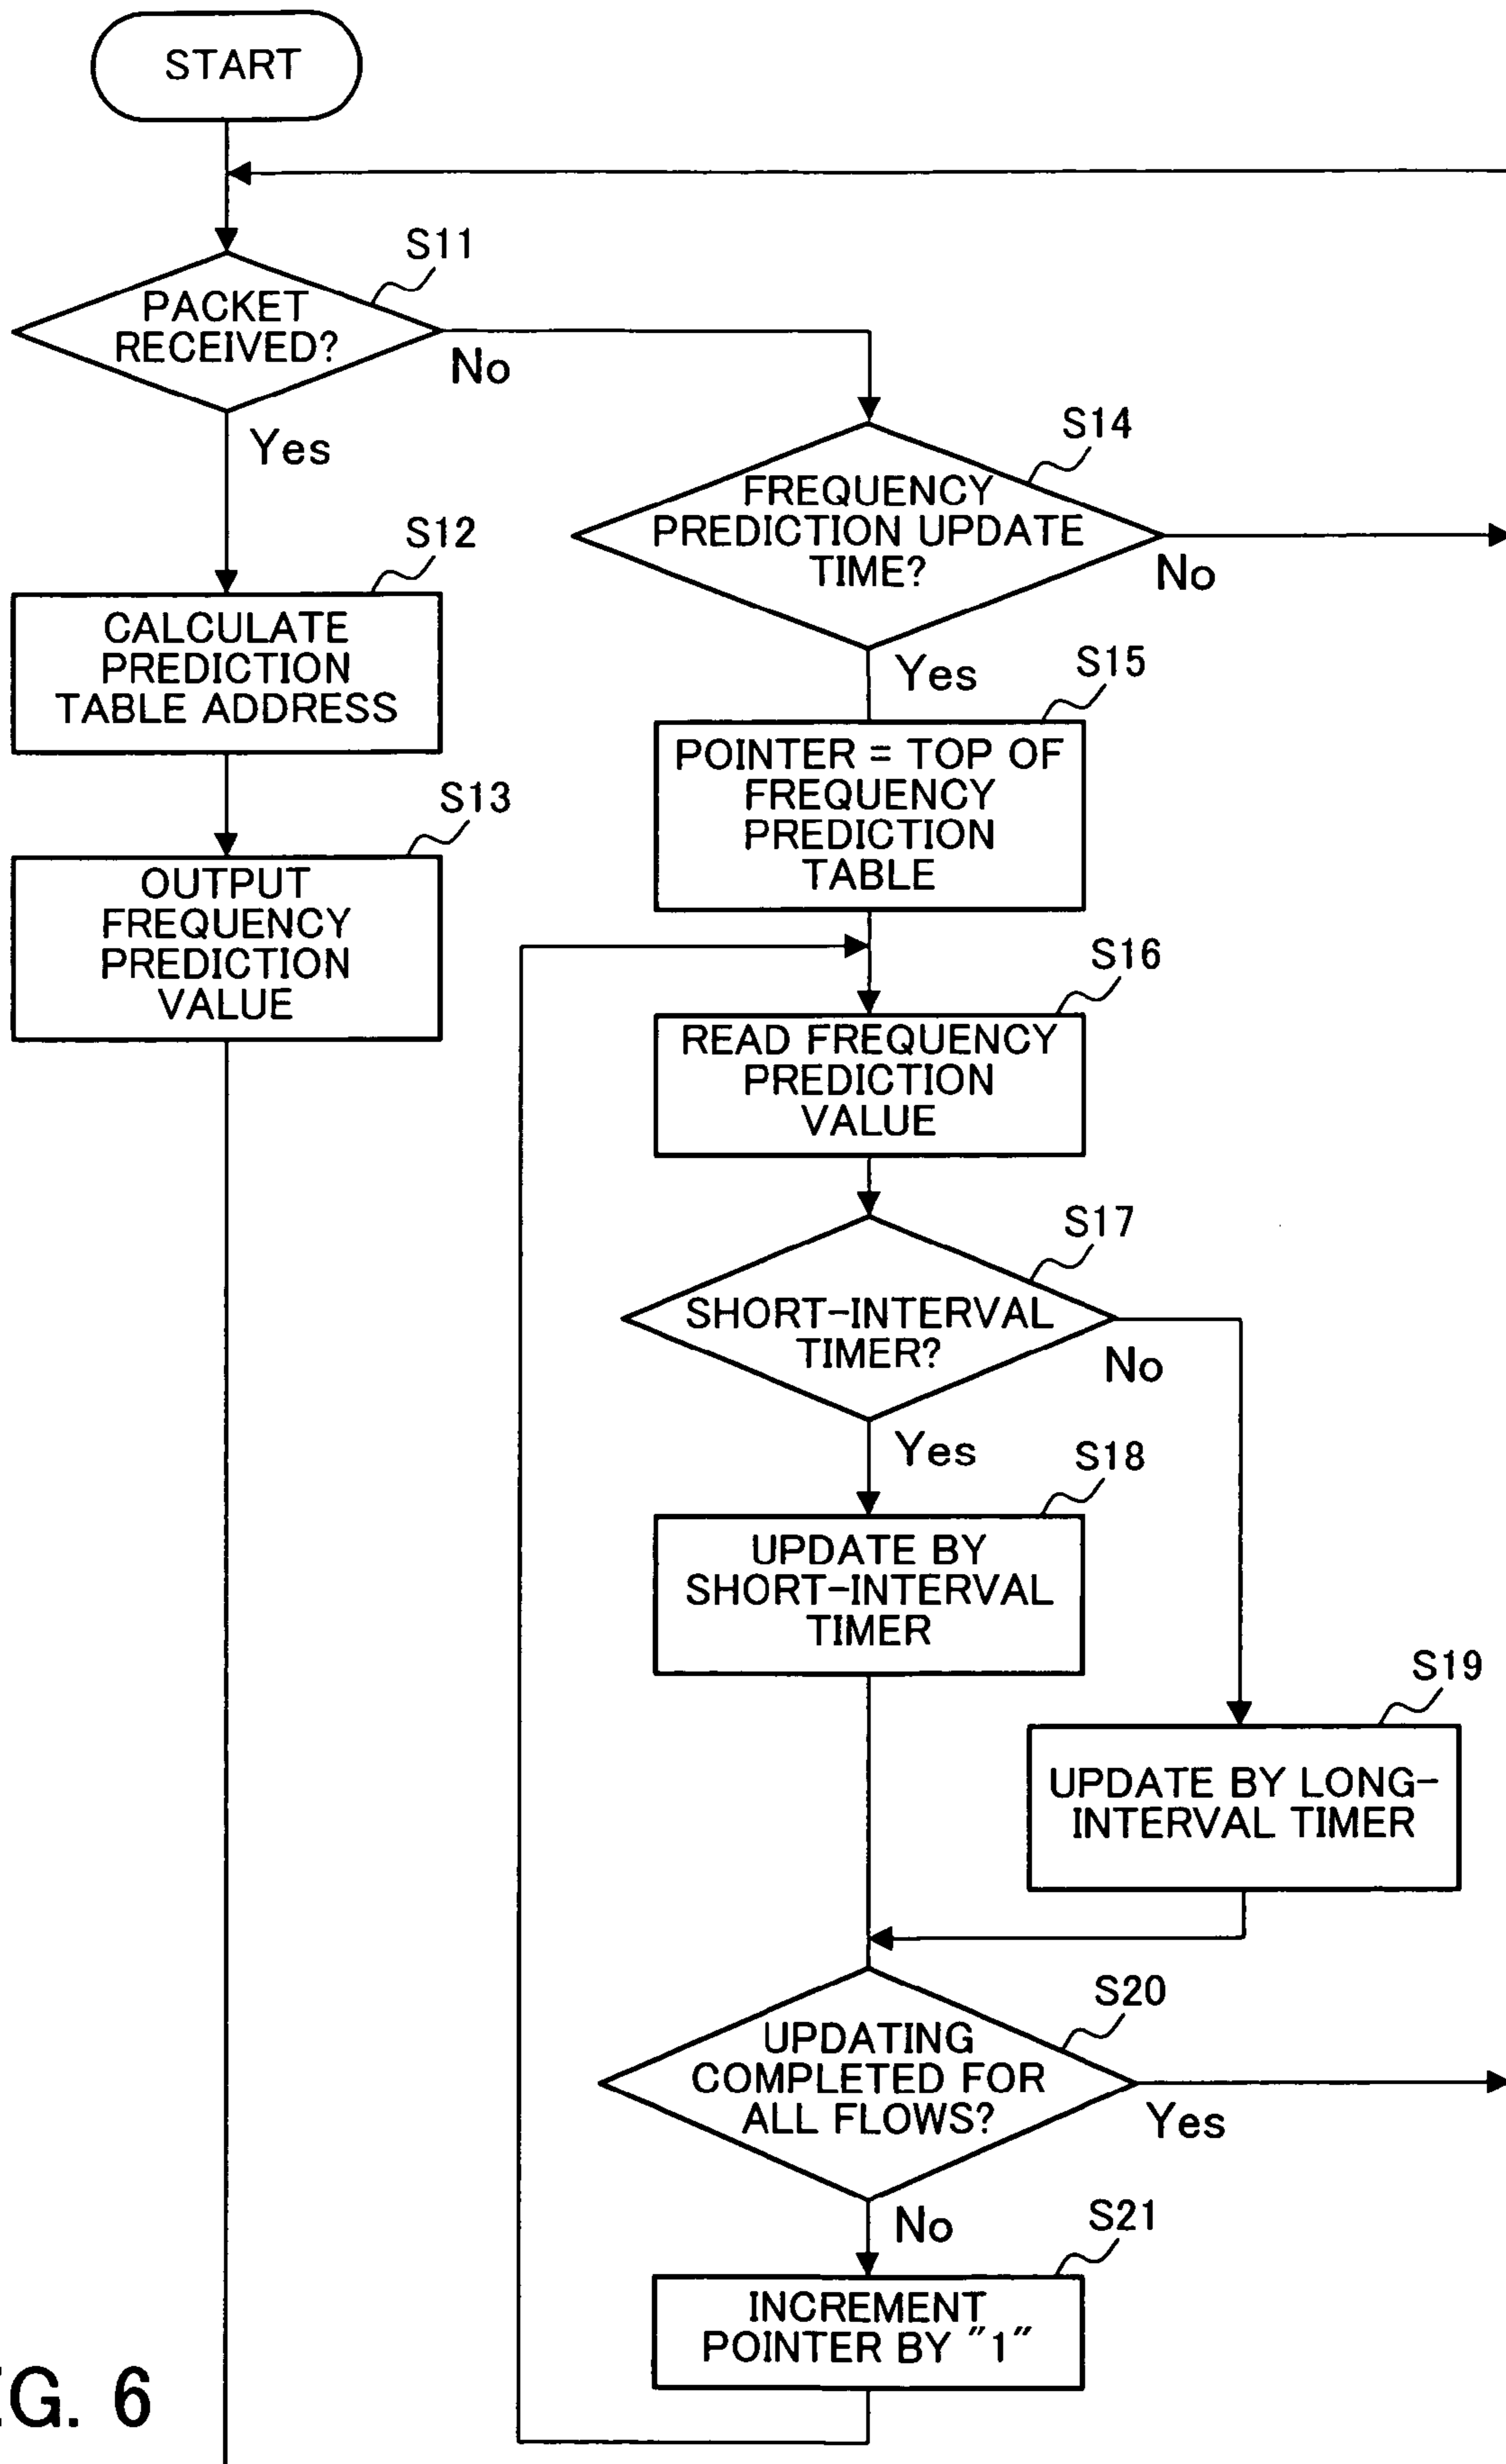 START
S11
PACKET
RECEIVED?
No
Yes
S12
CALCULATE
PREDICTION
TABLE ADDRESS
S13
OUTPUT
FREQUENCY
PREDICTION
VALUE
S14
FREQUENCY
PREDICTION UPDATE
TIME?
No
Yes
S15
POINTER = TOP OF
FREQUENCY
PREDICTION
TABLE
S16
READ FREQUENCY
PREDICTION
VALUE
S17
SHORT-INTERVAL
TIMER?
No
Yes
S18
UPDATE BY
SHORT-INTERVAL
TIMER
S19
UPDATE BY LONG-
INTERVAL TIMER
S20
UPDATING
COMPLETED FOR
ALL FLOWS?
Yes
No
S21
INCREMENT
POINTER BY "1"
G. 6